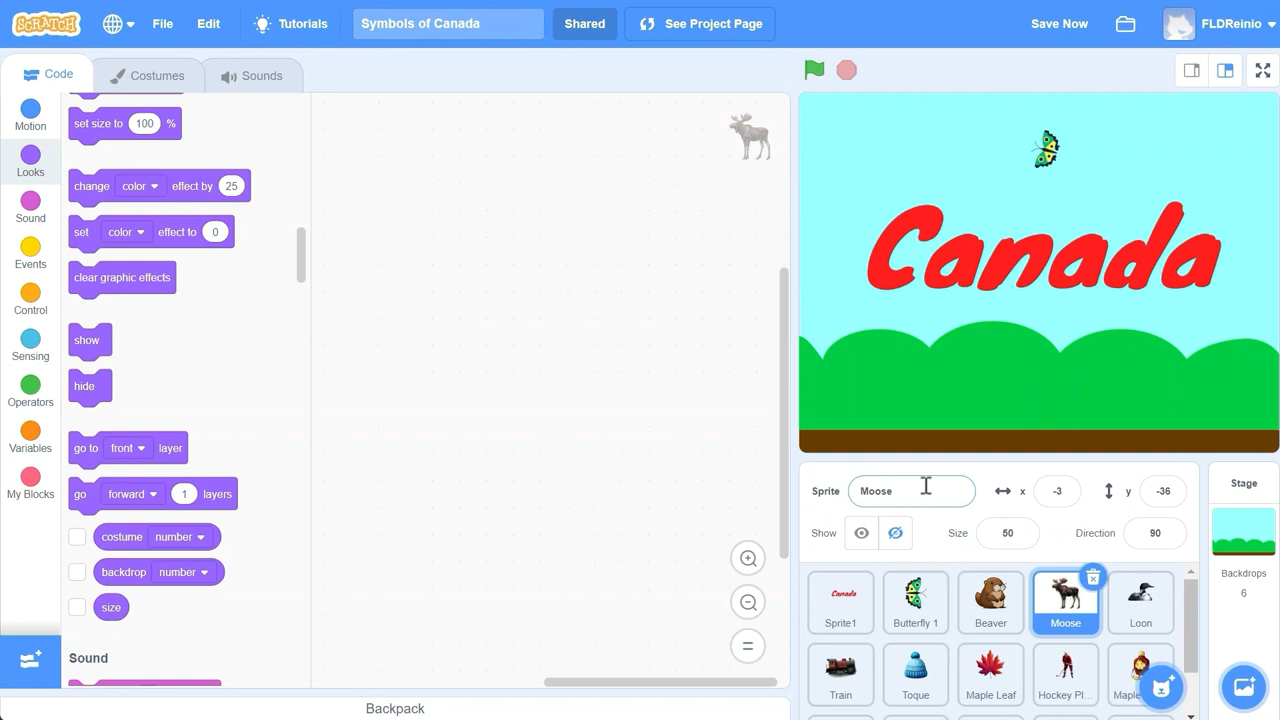 SCRATCH
File
Edit
Tutorials
Symbols of Canada
Shared
See Project Page
Save Now
FLDReinio
Code
Costumes
Sounds
Motion
Looks
Sound
Events
Control
Sensing
Operators
Variables
My Blocks
set size to 100 %
change color effect by 25
set color effect to 0
clear graphic effects
show
hide
go to front layer
go forward 1 layers
costume number
backdrop number
size
Sound
Backpack
Canada
Sprite Moose x -3 y -36
Show Size 50 Direction 90
Canada
Sprite1
Butterfly 1
Beaver
Moose
Loon
Train
Toque
Maple Leaf
Hockey Pl...
Maple
Stage
Backdrops
6